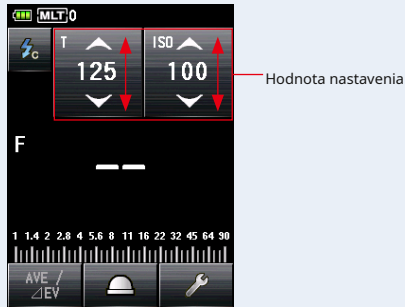 MLT 0
C
T ISO
125 100
Hodnota nastavenia
F
--
1 1.4 2 2.8 4 5.6 8 11 16 22 32 45 64 90
AVE /
⊿EV